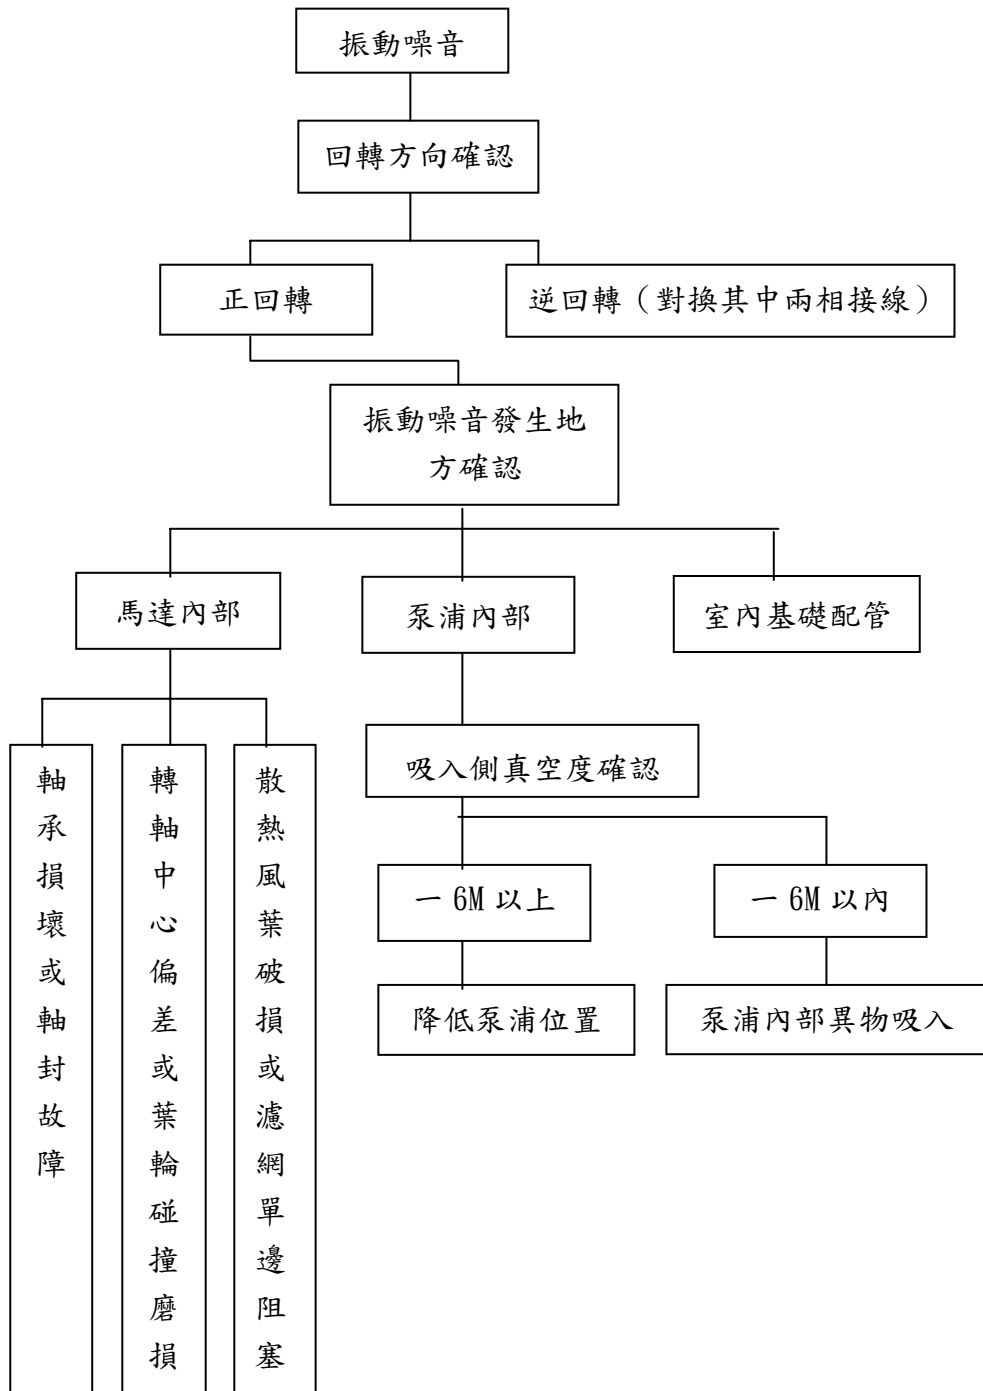 振動噪音
回轉方向確認
正回轉
逆回轉（對換其中兩相接線）
振動噪音發生地
方確認
馬達內部
泵浦內部
室內基礎配管
軸承損壞或軸封故障
轉軸中心偏差或葉輪碰撞磨損
散熱風葉破損或濾網單邊阻塞
吸入側真空度確認
一 6M 以上
一 6M 以內
降低泵浦位置
泵浦內部異物吸入